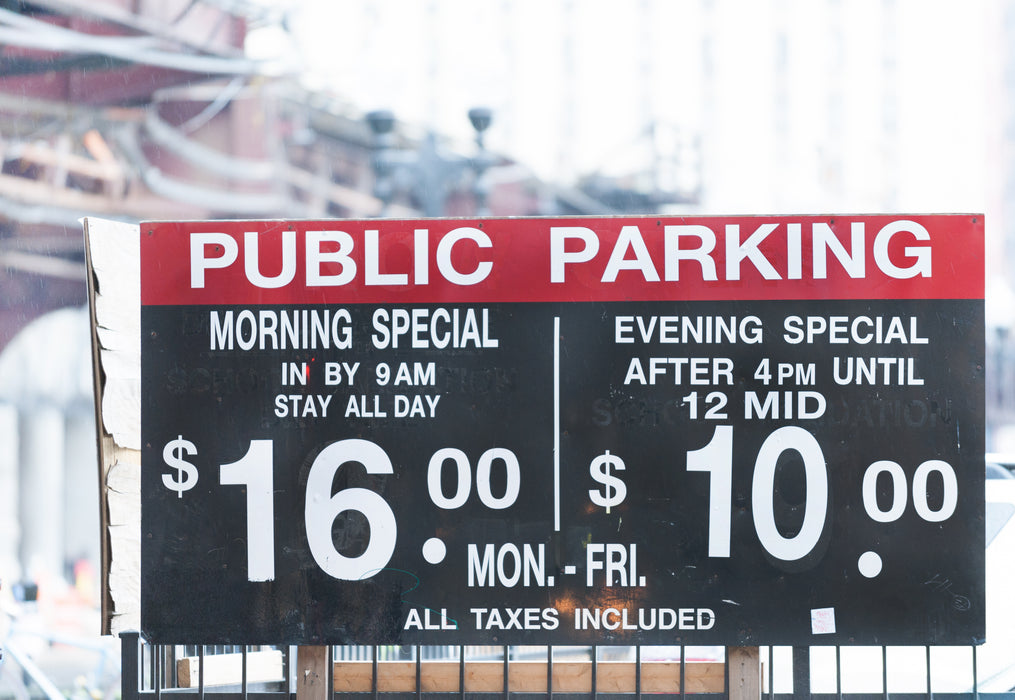 PUBLIC PARKING
MORNING SPECIAL
IN BY 9AM
STAY ALL DAY
$16.00
EVENING SPECIAL
AFTER 4PM UNTIL
12 MID
$10.00
MON. - FRI.
ALL TAXES INCLUDED